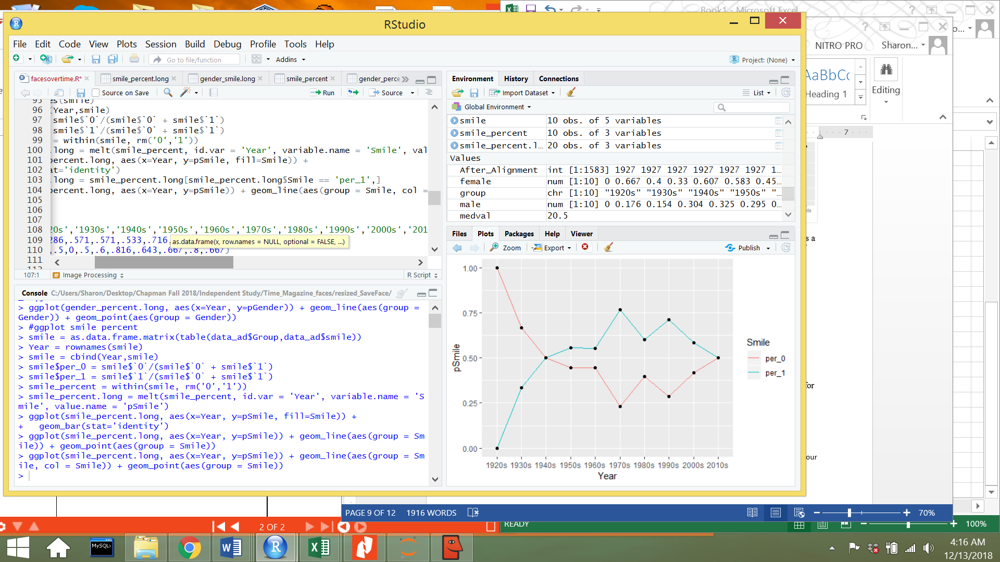 Book1 - Microsoft Excel
RStudio
File Edit Code View Plots Session Build Debug Profile Tools Help
Go to file/function
Addins
Project: (None)
NITRO PRO
Sharon...
AaBbCc
Heading 1
Editing
7
facesovertime.R*
smile_percent.long
gender_smile.long
smile_percent
gender_perce
Source on Save
Run
Source
96 (Year,smile)
97 smile$`0`/(smile$`0` + smile$`1`)
98 smile$`1`/(smile$`0` + smile$`1`)
99 = within(smile, rm('0','1'))
100 .long = melt(smile_percent, id.var = 'Year', variable.name = 'Smile', val
101 percent.long, aes(x=Year, y=pSmile, fill=Smile)) +
102 at='identity')
103 .long = smile_percent.long[smile_percent.long$Smile == 'per_1',]
104 percent.long, aes(x=Year, y=pSmile)) + geom_line(aes(group = Smile, col =
105
106
107
108 20s','1930s','1940s','1950s','1960s','1970s','1980s','1990s','2000s','201
109 286,.571,.571,.533,.716,
as.data.frame(x, row.names = NULL, optional = FALSE, ...)
110 ,.5,0,.5,.6,.816,.643,.667,.8,.667)
111
107:1
Image Processing
R Script
Console C:/Users/Sharon/Desktop/Chapman Fall 2018/Independent Study/Time_Magazine_faces/resized_SaveFace/
> ggplot(gender_percent.long, aes(x=Year, y=pGender)) + geom_line(aes(group =
Gender)) + geom_point(aes(group = Gender))
> #ggplot smile percent
> smile = as.data.frame.matrix(table(data_ad$Group,data_ad$smile))
> Year = rownames(smile)
> smile = cbind(Year,smile)
> smile$per_0 = smile$`0`/(smile$`0` + smile$`1`)
> smile$per_1 = smile$`1`/(smile$`0` + smile$`1`)
> smile_percent = within(smile, rm('0','1'))
> smile_percent.long = melt(smile_percent, id.var = 'Year', variable.name = 'S
mile', value.name = 'pSmile')
> ggplot(smile_percent.long, aes(x=Year, y=pSmile, fill=Smile)) +
+ geom_bar(stat='identity')
> ggplot(smile_percent.long, aes(x=Year, y=pSmile)) + geom_line(aes(group = Sm
ile)) + geom_point(aes(group = Smile))
> ggplot(smile_percent.long, aes(x=Year, y=pSmile)) + geom_line(aes(group = Sm
ile, col = Smile)) + geom_point(aes(group = Smile))
>
Environment History Connections
Import Dataset
List
Global Environment
smile 10 obs. of 5 variables
smile_percent 10 obs. of 3 variables
smile_percent.l... 20 obs. of 3 variables
Values
After_Alignment int [1:1583] 1927 1927 1927 1927 1927 1927 1...
female num [1:10] 0 0.667 0.4 0.33 0.607 0.583 0.45...
group chr [1:10] "1920s" "1930s" "1940s" "1950s" "...
male num [1:10] 0 0.176 0.154 0.304 0.325 0.295 0...
medval 20.5
Files Plots Packages Help Viewer
Zoom
Export
Publish
1.00
0.75
0.50
0.25
0.00
pSmile
1920s 1930s 1940s 1950s 1960s 1970s 1980s 1990s 2000s 2010s
Year
Smile
per_0
per_1
s a
for
our
PAGE 9 OF 12
1916 WORDS
70%
2 OF 2
READY
100%
MySQL>
4:16 AM
12/13/2018